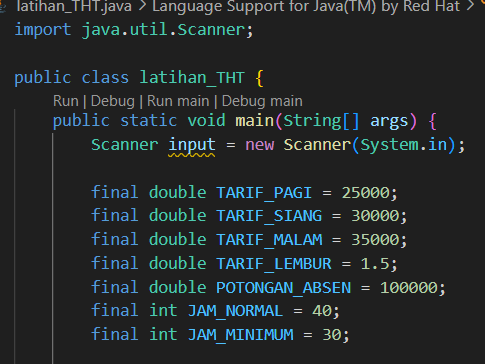 latihan_THT.java > Language Support for Java(TM) by Red Hat >
import java.util.Scanner;
public class latihan_THT {
Run | Debug | Run main | Debug main
public static void main(String[] args) {
Scanner input = new Scanner(System.in);
final double TARIF_PAGI = 25000;
final double TARIF_SIANG = 30000;
final double TARIF_MALAM = 35000;
final double TARIF_LEMBUR = 1.5;
final double POTONGAN_ABSEN = 100000;
final int JAM_NORMAL = 40;
final int JAM_MINIMUM = 30;